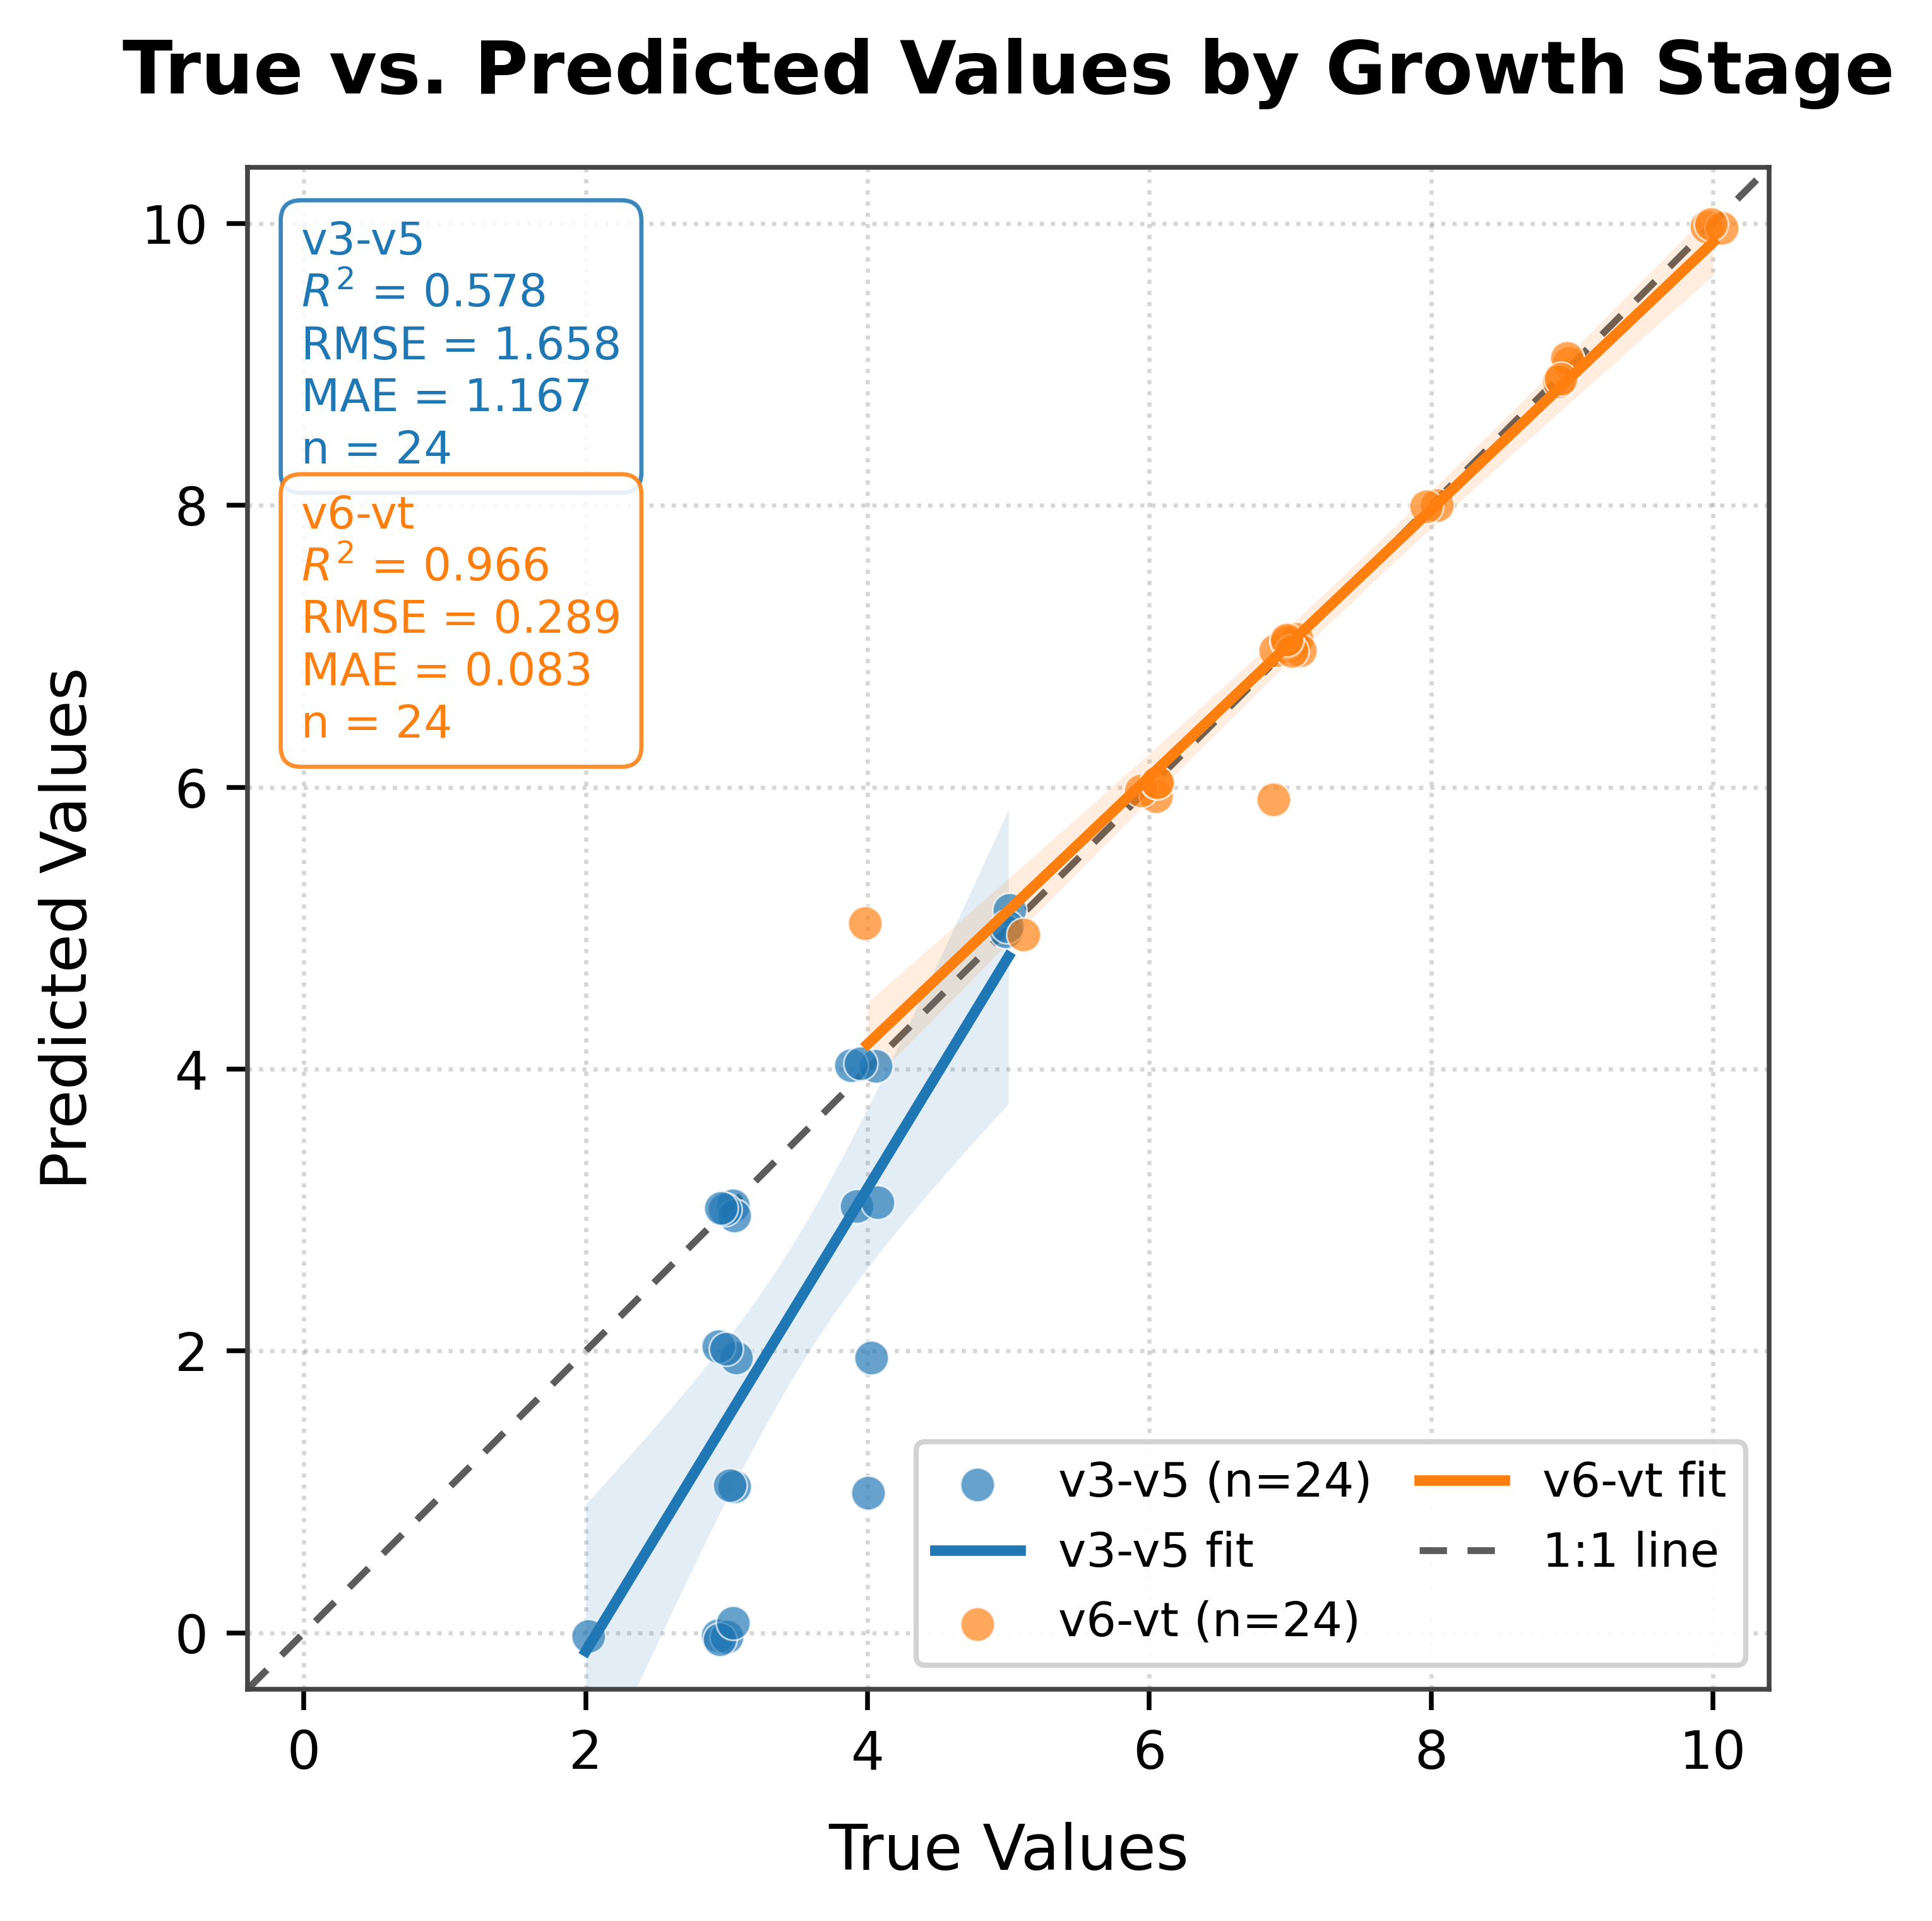 True vs. Predicted Values by Growth Stage
v3-v5
R² = 0.578
RMSE = 1.658
MAE = 1.167
n = 24
v6-vt
R² = 0.966
RMSE = 0.289
MAE = 0.083
n = 24
Predicted Values
10
8
6
4
2
0
v3-v5 (n=24)
v3-v5 fit
v6-vt (n=24)
v6-vt fit
1:1 line
0 2 4 6 8 10
True Values